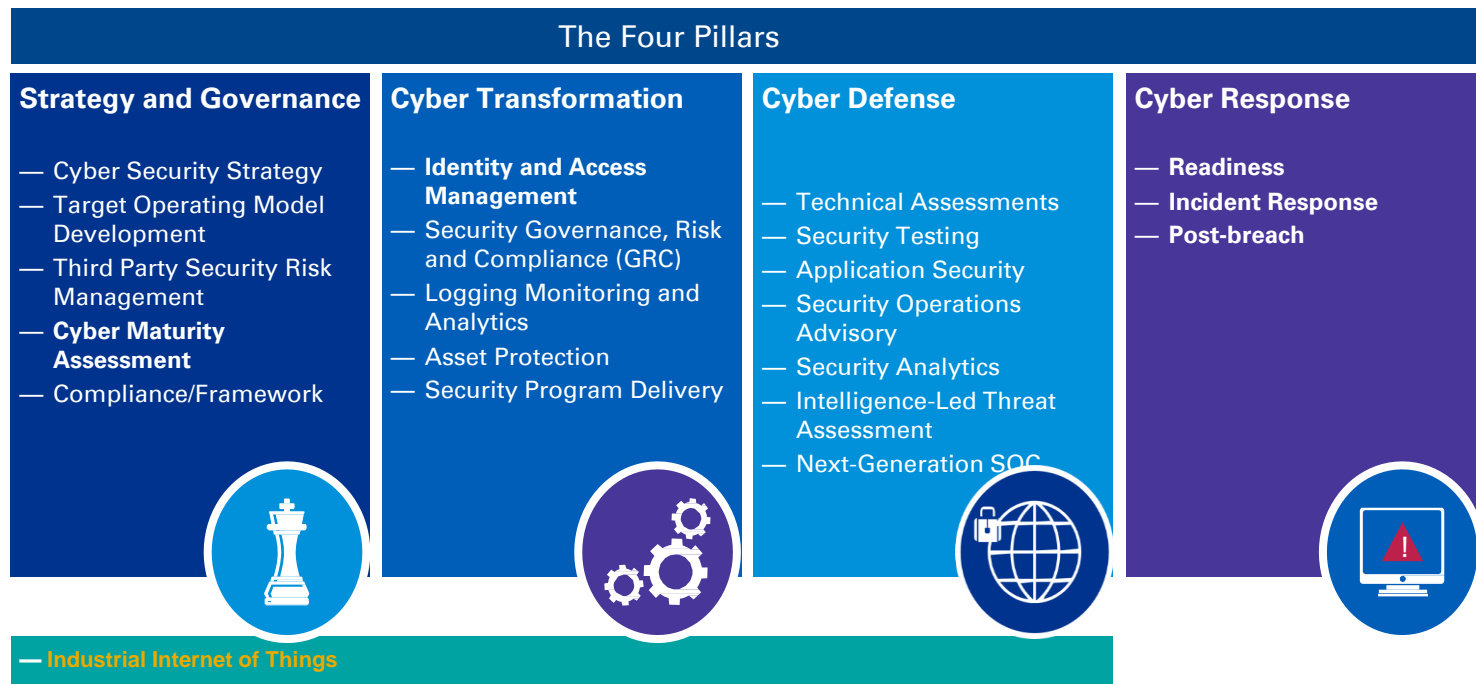 The Four Pillars
Strategy and Governance
— Cyber Security Strategy
— Target Operating Model
Development
— Third Party Security Risk
Management
— Cyber Maturity
Assessment
— Compliance/Framework
Cyber Transformation
— Identity and Access
Management
— Security Governance, Risk
and Compliance (GRC)
— Logging Monitoring and
Analytics
— Asset Protection
— Security Program Delivery
Cyber Defense
— Technical Assessments
— Security Testing
— Application Security
— Security Operations
Advisory
— Security Analytics
— Intelligence-Led Threat
Assessment
— Next-Generation SOC
Cyber Response
— Readiness
— Incident Response
— Post-breach
!
— Industrial Internet of Things